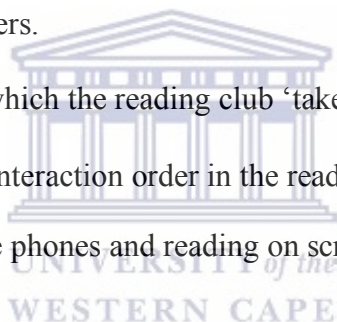 ers.
which the reading club ‘take
nteraction order in the read
e phones and reading on scr
UNIVERSITY of the
WESTERN CAPE